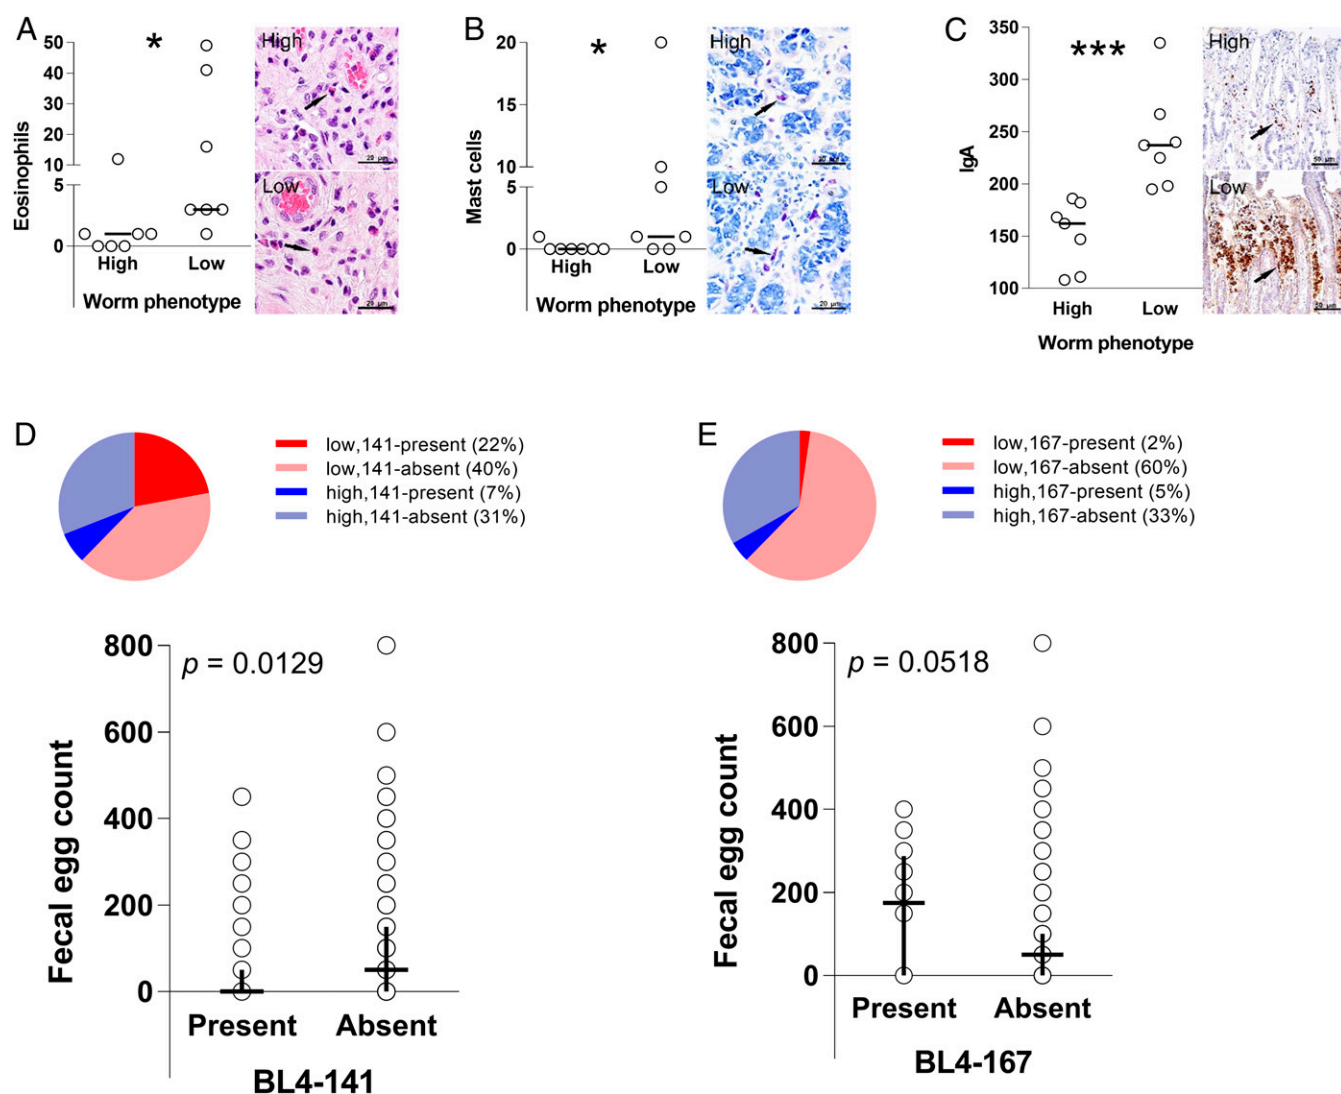 A
Eosinophils
50
40
30
20
10
5
0
*
High
Low
Worm phenotype
High
20 µm
Low
20 µm
B
Mast cells
20
15
10
5
0
*
High
Low
Worm phenotype
High
20 µm
Low
20 µm
C
IgA
350
300
250
200
150
100
***
High
Low
Worm phenotype
High
50 µm
Low
D
low,141-present (22%)
low,141-absent (40%)
high,141-present (7%)
high,141-absent (31%)
Fecal egg count
800
600
400
200
0
p = 0.0129
Present Absent
BL4-141
E
low,167-present (2%)
low,167-absent (60%)
high,167-present (5%)
high,167-absent (33%)
Fecal egg count
800
600
400
200
0
p = 0.0518
Present Absent
BL4-167